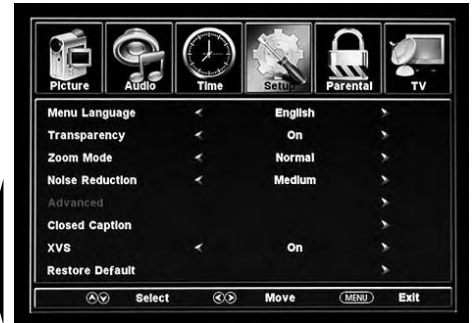 Picture Audio Time Setup Parental TV
Menu Language English
Transparency On
Zoom Mode Normal
Noise Reduction Medium
Advanced
Closed Caption
XVS On
Restore Default
Select Move MENU Exit